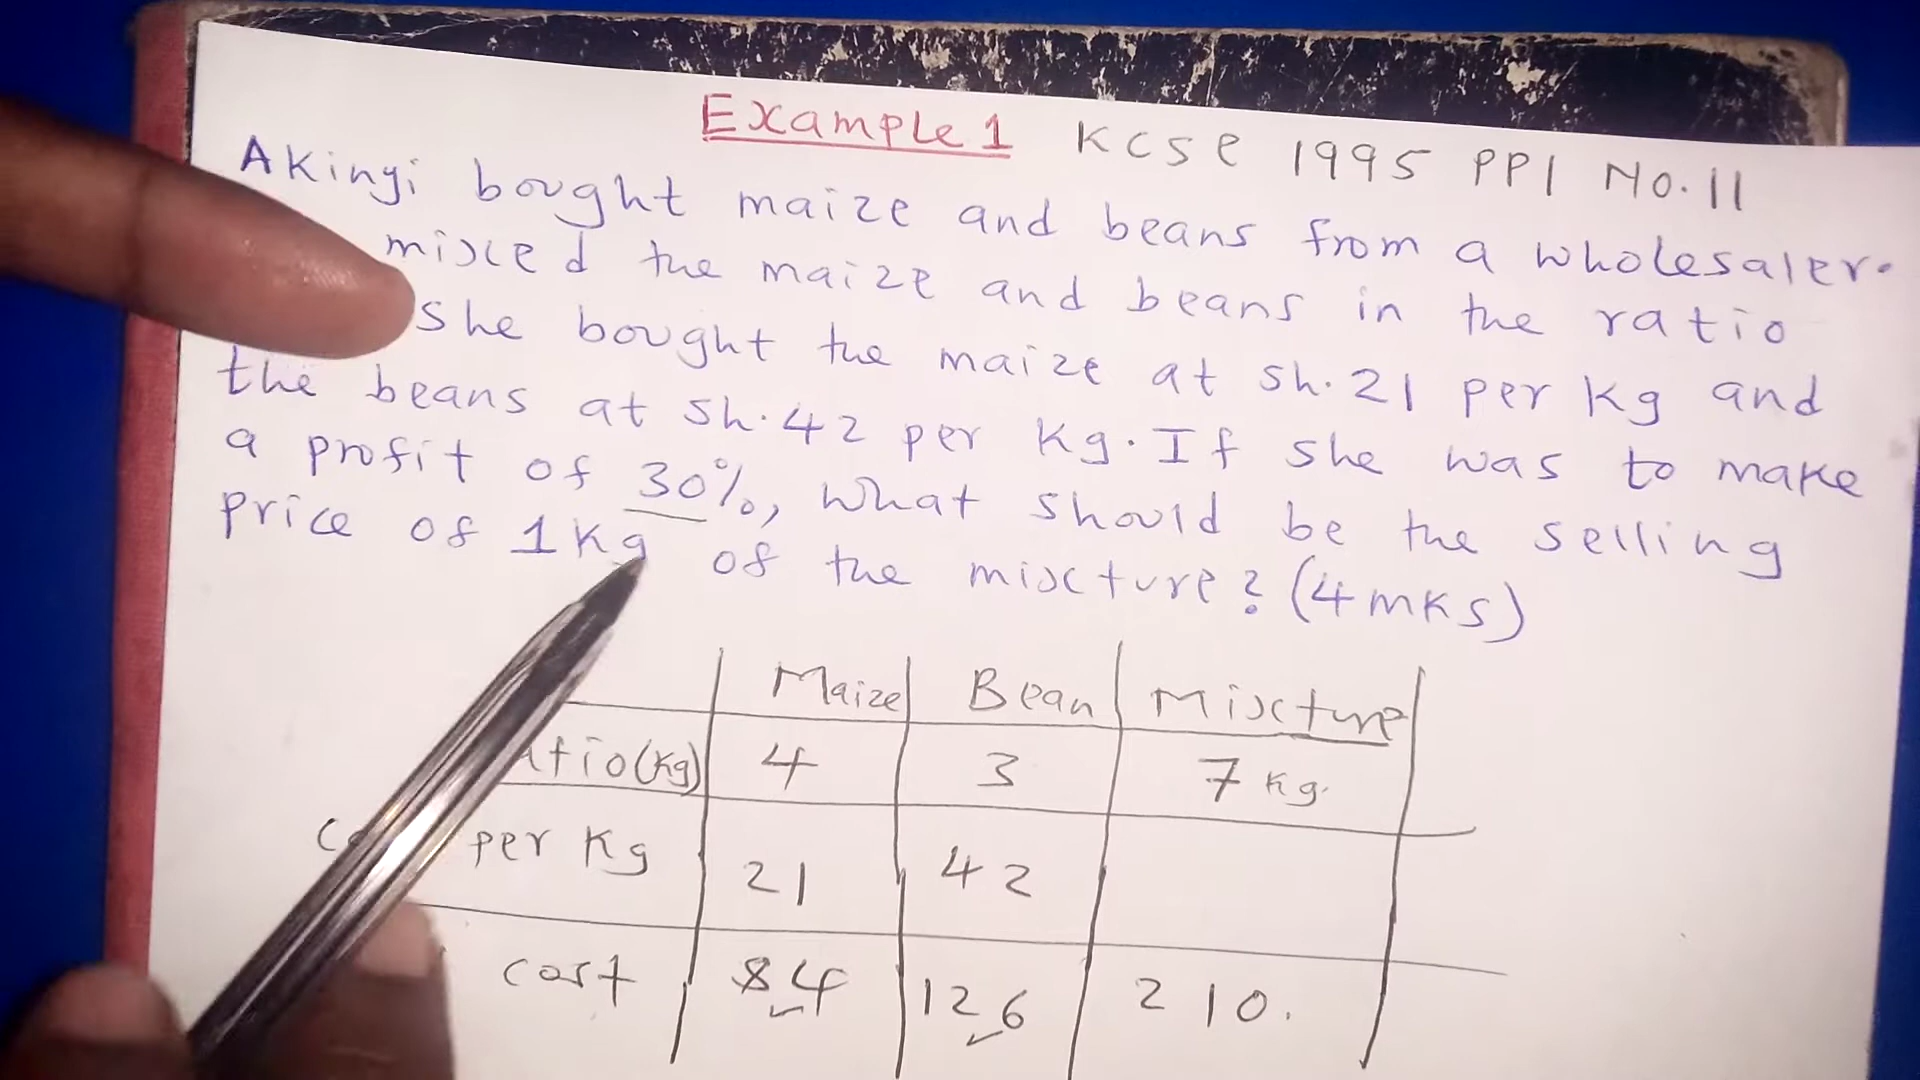 Example 1 KCSE 1995 PP1 No.11
Akingi bought maize and beans from a wholesaler.
mixed the maize and beans in the ratio
She bought the maize at sh.21 per kg and
the beans at sh.42 per kg. If she was to make
a profit of 30%, what should be the selling
price of 1kg of the mixture? (4mks)
Maize Bean Mixture
atio(kg) 4 3 7 kg.
per kg 21 42
cost 84 126 210.